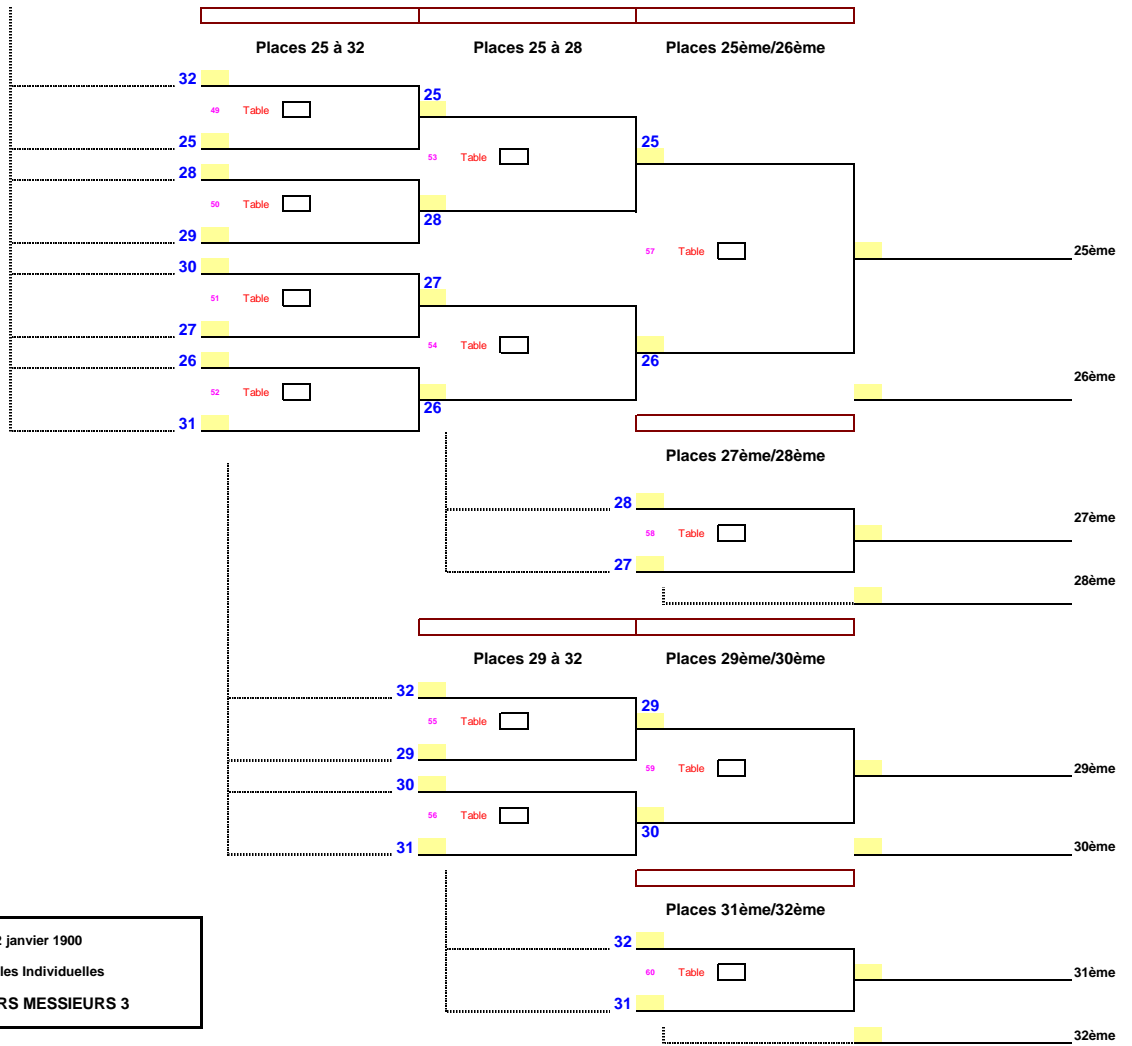 Places 25 à 32 Places 25 à 28 Places 25ème/26ème
32
25
49 Table
25
25
53 Table
28
50 Table
28
29
57 Table
25ème
30
27
51 Table
27
54 Table
26
26
26ème
52 Table
26
31
Places 27ème/28ème
28
27ème
58 Table
27
28ème
Places 29 à 32 Places 29ème/30ème
32
29
55 Table
29
59 Table
29ème
30
56 Table
30
31
30ème
Places 31ème/32ème
32
60 Table
31ème
31
32ème
janvier 1900
les Individuelles
RS MESSIEURS 3